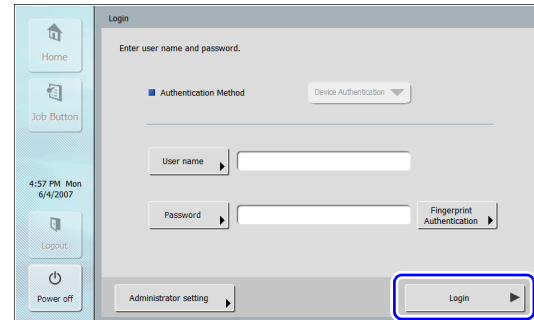 Login
Enter user name and password.
Home
Authentication Method
Device Authentication
Job Button
User name
4:57 PM Mon
6/4/2007
Password
Fingerprint
Authentication
Logout
Power off
Administrator setting
Login